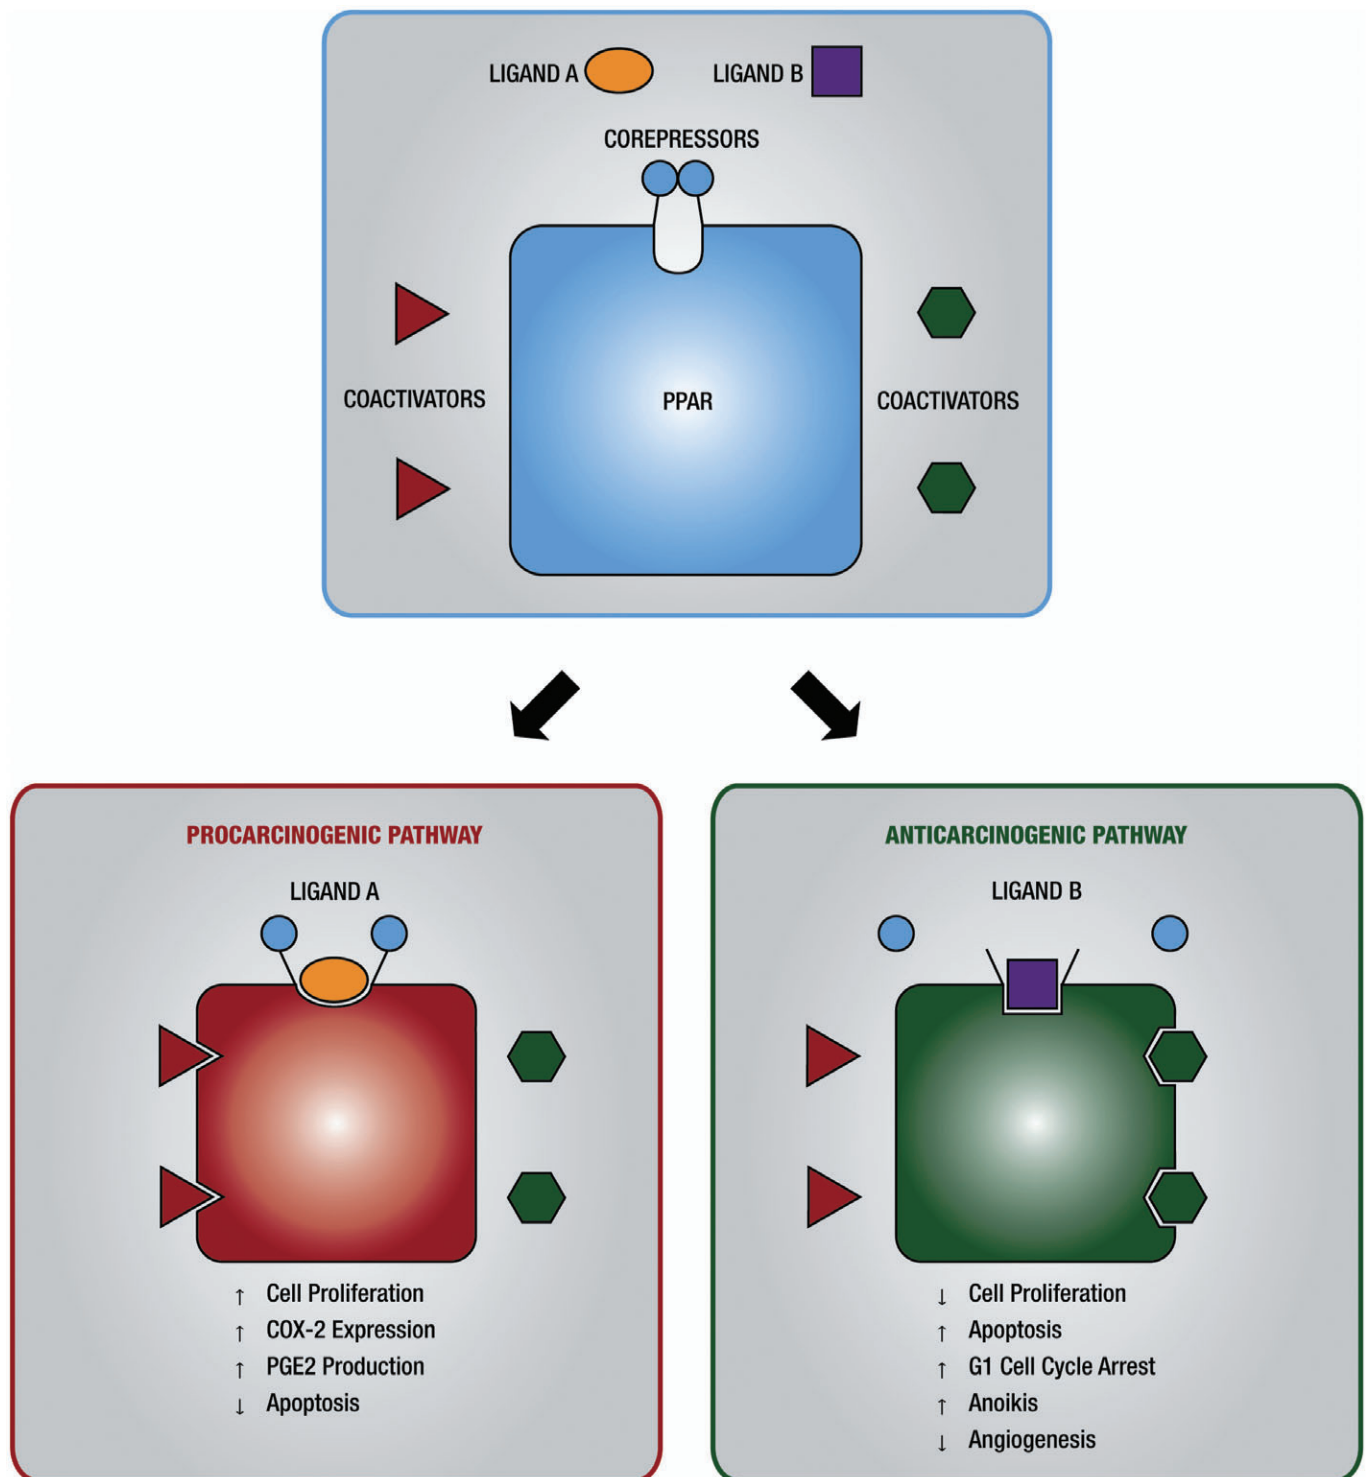 LIGAND A
LIGAND B
COREPRESSORS
COACTIVATORS
PPAR
COACTIVATORS
PROCARCINOGENIC PATHWAY
LIGAND A
↑ Cell Proliferation
↑ COX-2 Expression
↑ PGE2 Production
↓ Apoptosis
ANTICARCINOGENIC PATHWAY
LIGAND B
↓ Cell Proliferation
↑ Apoptosis
↑ G1 Cell Cycle Arrest
↑ Anoikis
↓ Angiogenesis